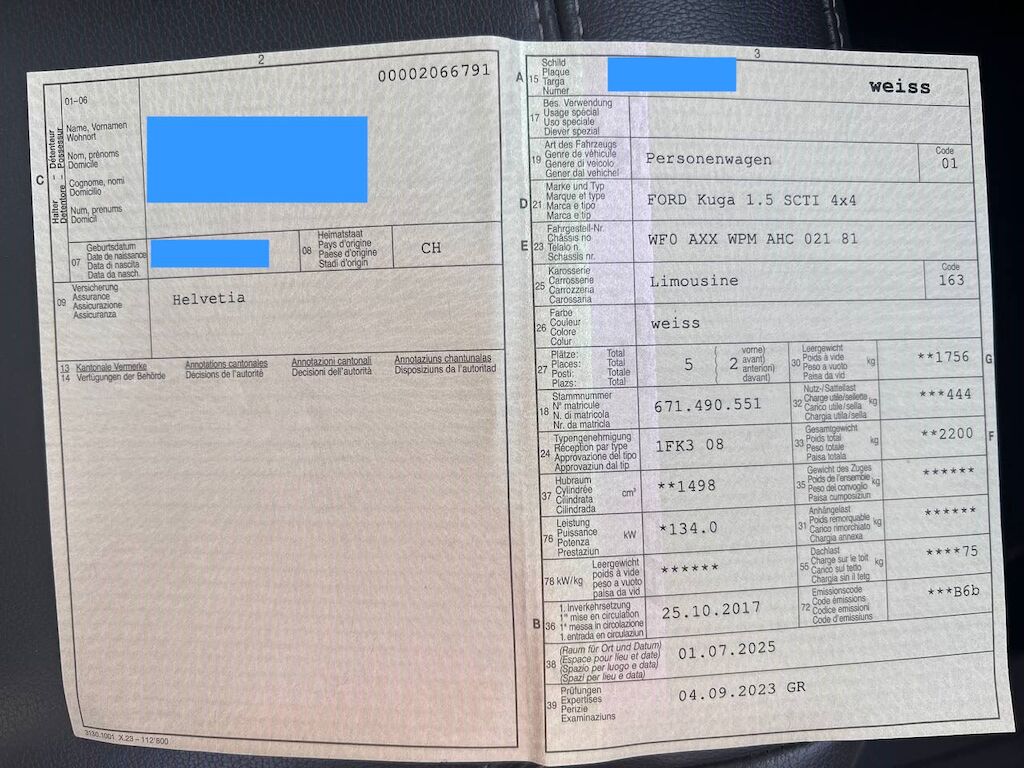 2
00002066791
01–06
C
Halter Détenteur
Detentore Possessur
Name, Vornamen
Wohnort
Nom, prénoms
Domicile
Cognome, nomi
Domicilio
Num, prenums
Domicil
07
Geburtsdatum
Date de naissance
Data di nascita
Data da nasch.
08
Heimatstaat
Pays d'origine
Paese d'origine
Stadi d'origin
CH
09
Versicherung
Assurance
Assicurazione
Assicuranza
Helvetia
13 Kantonale Vermerke Annotations cantonales Annotazioni cantonali Annotaziuns chantunalas
14 Verfügungen der Behörde Decisions de l'autorité Decisioni dell'autorità Disposiziuns da l'autoritad
3130.1001 X.23 – 112'600
3
A 15
Schild
Plaque
Targa
Numer
weiss
17
Bes. Verwendung
Usage spécial
Uso speciale
Diever spezial
19
Art des Fahrzeugs
Genre de véhicule
Genere di veicolo
Gener dal vehichel
Personenwagen
Code
01
D 21
Marke und Typ
Marque et type
Marca e tipo
Marca e tip
FORD Kuga 1.5 SCTI 4x4
E 23
Fahrgestell-Nr.
Châssis no
Telaio n.
Schassis nr.
WF0 AXX WPM AHC 021 81
25
Karosserie
Carrosserie
Carrozzeria
Carossaria
Limousine
Code
163
26
Farbe
Couleur
Colore
Colur
weiss
27
Plätze: Total
Places: Total
Posti: Totale
Plazs: Total
5
2
vorne)
avant)
anteriori)
davant)
30
Leergewicht
Poids à vide
Peso a vuoto
Paisa da vid
kg
**1756
G
18
Stammnummer
N° matricule
N. di matricola
Nr. da matricla
671.490.551
32
Nutz-/Sattellast
Charge utile/sellette
Carico utile/sella
Chargia utila/sella
kg
***444
24
Typengenehmigung
Réception par type
Approvazione del tipo
Approvaziun dal tip
1FK3 08
33
Gesamtgewicht
Poids total
Peso totale
Paisa totala
kg
**2200
F
37
Hubraum
Cylindrée
Cilindrata
Cilindrada
cm³
**1498
35
Gewicht des Zuges
Poids de l'ensemble
Peso del convoglio
Paisa cumposiziun
kg
******
76
Leistung
Puissance
Potenza
Prestaziun
kW
*134.0
31
Anhängelast
Poids remorquable
Carico rimorchiato
Chargia annexa
kg
******
78 kW/kg
Leergewicht
poids à vide
peso a vuoto
paisa da vid
******
55
Dachlast
Charge sur le toit
Carico sul tetto
Chargia sin il tetg
kg
****75
B 36
1. Inverkehrsetzung
1re mise en circulation
1a messa in circolazione
1. entrada en circulaziun
25.10.2017
72
Emissionscode
Code émissions
Codice emissioni
Code d'emissiuns
***B6b
38
(Raum für Ort und Datum)
(Espace pour lieu et date)
(Spazio per luogo e data)
(Spazi per lieu e data)
01.07.2025
39
Prüfungen
Expertises
Perizie
Examinaziuns
04.09.2023 GR